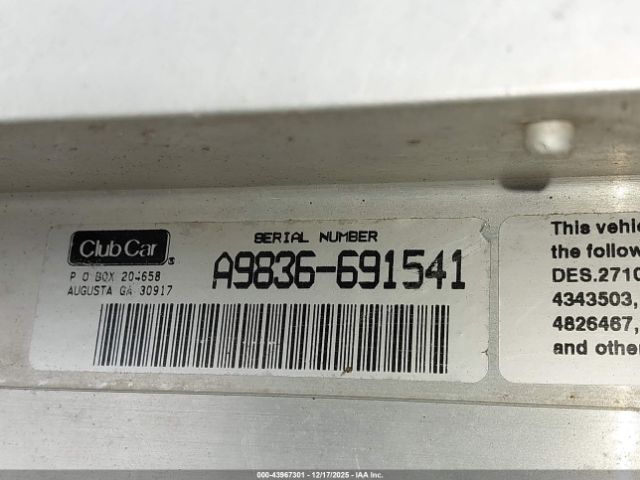 Club Car
P O BOX 204658
AUGUSTA GA 30917
SERIAL NUMBER
A9836-691541
This vehic
the follow
DES.2710
4343503,
4826467,
and other
000-43967301 - 12/17/2025 - IAA Inc.